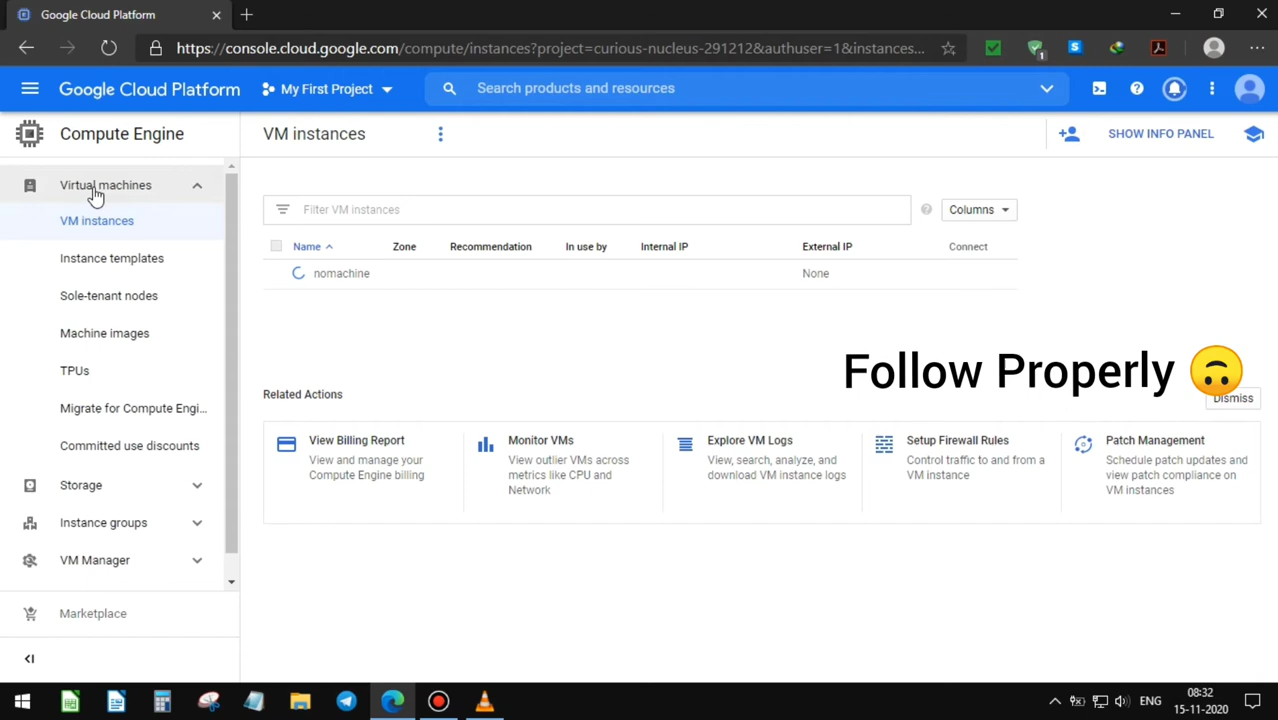 Google Cloud Platform
https://console.cloud.google.com/compute/instances?project=curious-nucleus-291212&authuser=1&instances...
1
Google Cloud Platform
My First Project
Search products and resources
Compute Engine
VM instances
SHOW INFO PANEL
Virtual machines
VM instances
Instance templates
Sole-tenant nodes
Machine images
TPUs
Migrate for Compute Engi...
Committed use discounts
Storage
Instance groups
VM Manager
Marketplace
Filter VM instances
Columns
Name Zone Recommendation In use by Internal IP External IP Connect
nomachine None
Follow Properly 🙃
Related Actions
Dismiss
View Billing Report
View and manage your
Compute Engine billing
Monitor VMs
View outlier VMs across
metrics like CPU and
Network
Explore VM Logs
View, search, analyze, and
download VM instance logs
Setup Firewall Rules
Control traffic to and from a
VM instance
Patch Management
Schedule patch updates and
view patch compliance on
VM instances
ENG
08:32
15-11-2020